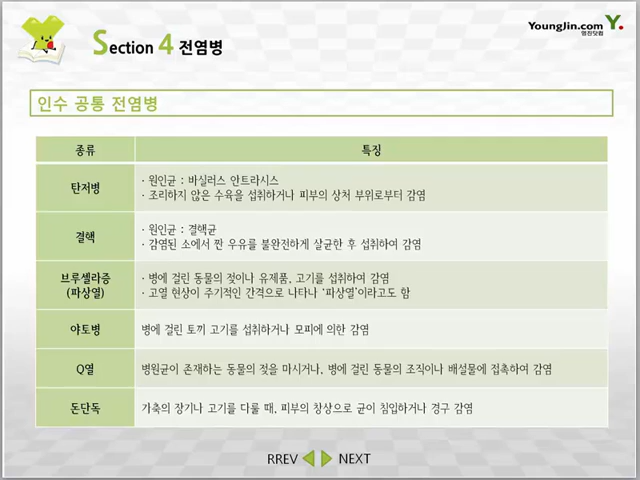 YoungJin.com Y.
영진닷컴
Section 4 전염병
인수 공통 전염병
종류 특징
탄저병
· 원인균 : 바실러스 안트라시스
· 조리하지 않은 수육을 섭취하거나 피부의 상처 부위로부터 감염
결핵
· 원인균 : 결핵균
· 감염된 소에서 짠 우유를 불완전하게 살균한 후 섭취하여 감염
브루셀라증
(파상열)
· 병에 걸린 동물의 젖이나 유제품, 고기를 섭취하여 감염
· 고열 현상이 주기적인 간격으로 나타나 ‘파상열’이라고도 함
야토병
병에 걸린 토끼 고기를 섭취하거나 모피에 의한 감염
Q열
병원균이 존재하는 동물의 젖을 마시거나, 병에 걸린 동물의 조직이나 배설물에 접촉하여 감염
돈단독
가축의 장기나 고기를 다룰 때, 피부의 창상으로 균이 침입하거나 경구 감염
RREV NEXT